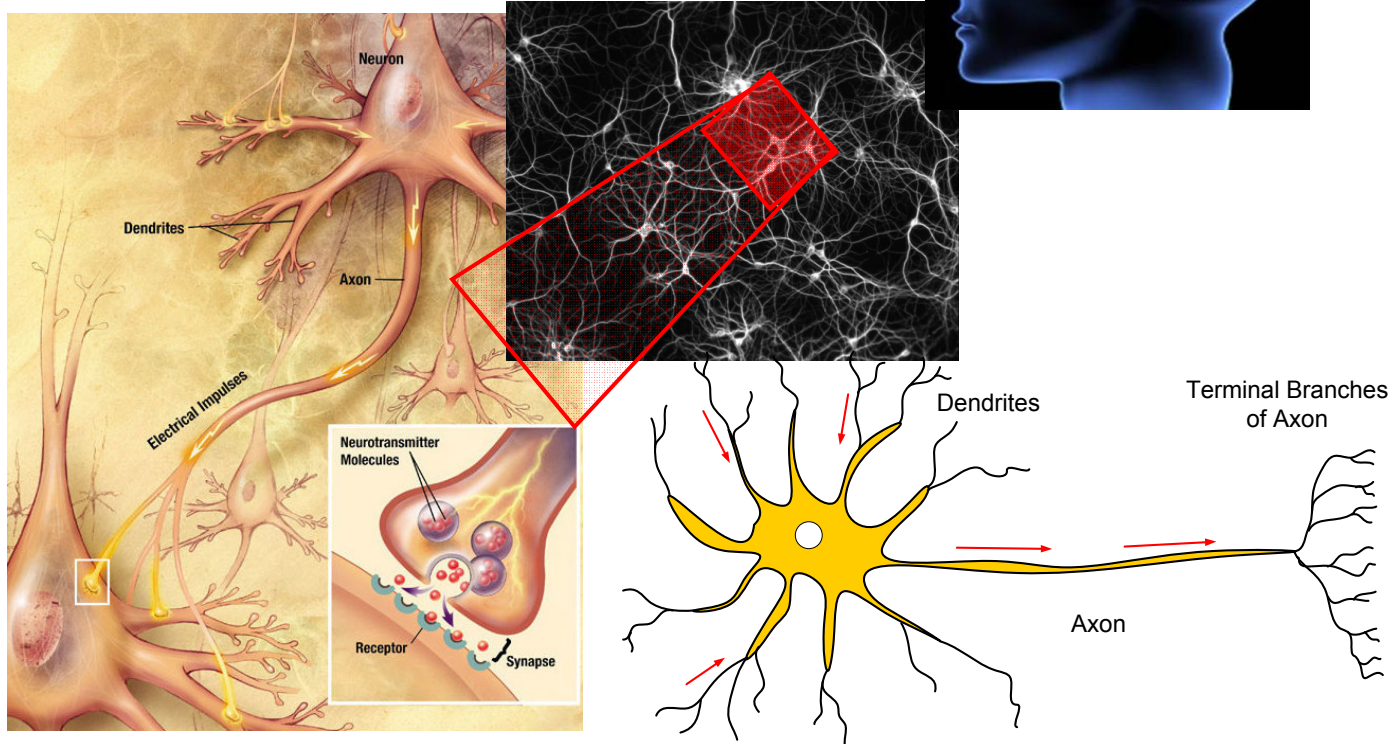 Neuron
Dendrites
Axon
Electrical Impulses
Neurotransmitter
Molecules
Receptor
Synapse
Dendrites
Terminal Branches
of Axon
Axon